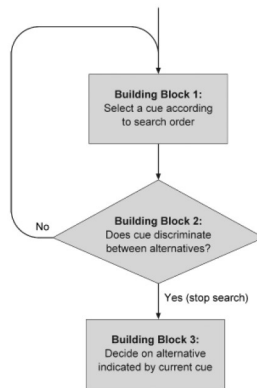 Building Block 1:
Select a cue according
to search order
Building Block 2:
Does cue discriminate
between alternatives?
No
Yes (stop search)
Building Block 3:
Decide on alternative
indicated by current cue